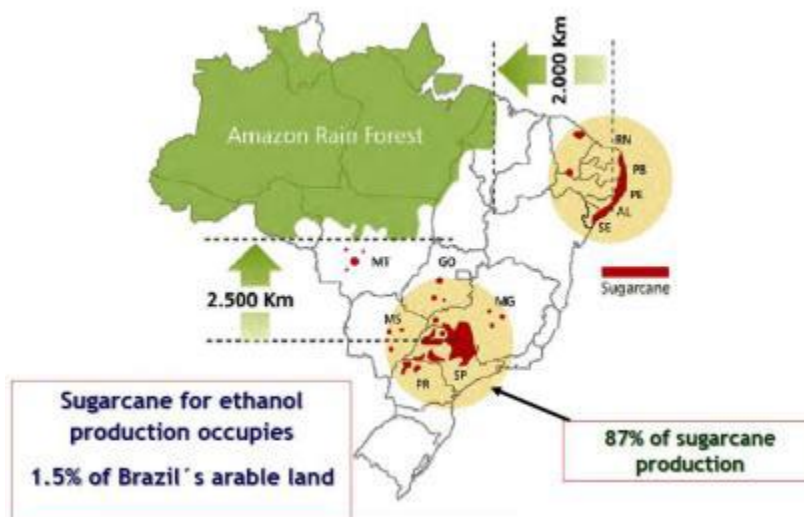 2.000 Km
Amazon Rain Forest
RN
PB
PE
AL
SE
MT
GO
2.500 Km
MS
MG
Sugarcane
PR
SP
Sugarcane for ethanol
production occupies
1.5% of Brazil´s arable land
87% of sugarcane
production